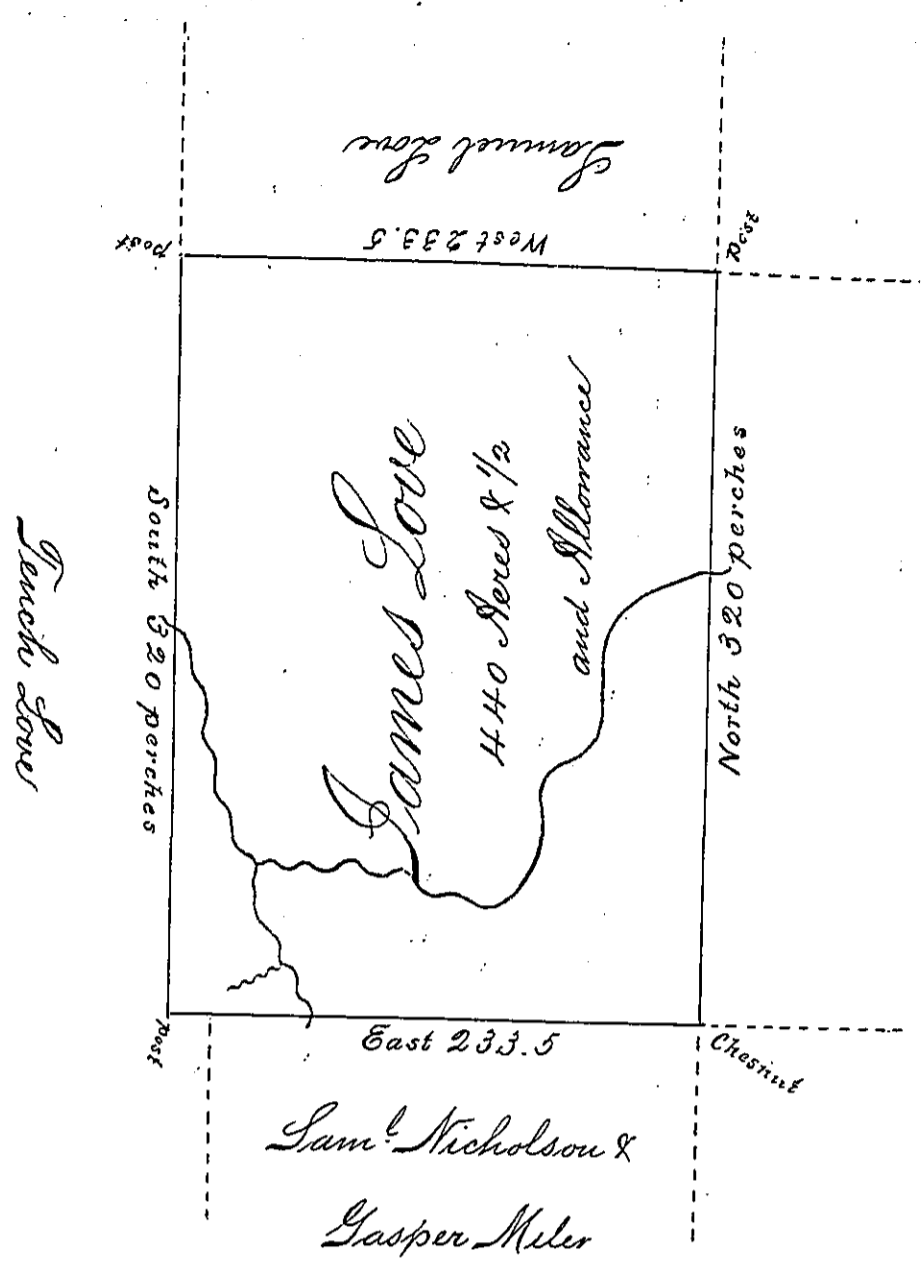 Samuel Love
West 233.5
Post
Post
James Love
440 Acres & 1/2
and Allowance
North 320 perches
South 320 perches
Tench Love
Post
East 233.5
Chesnut
Saml Nicholson &
Gasper Miler